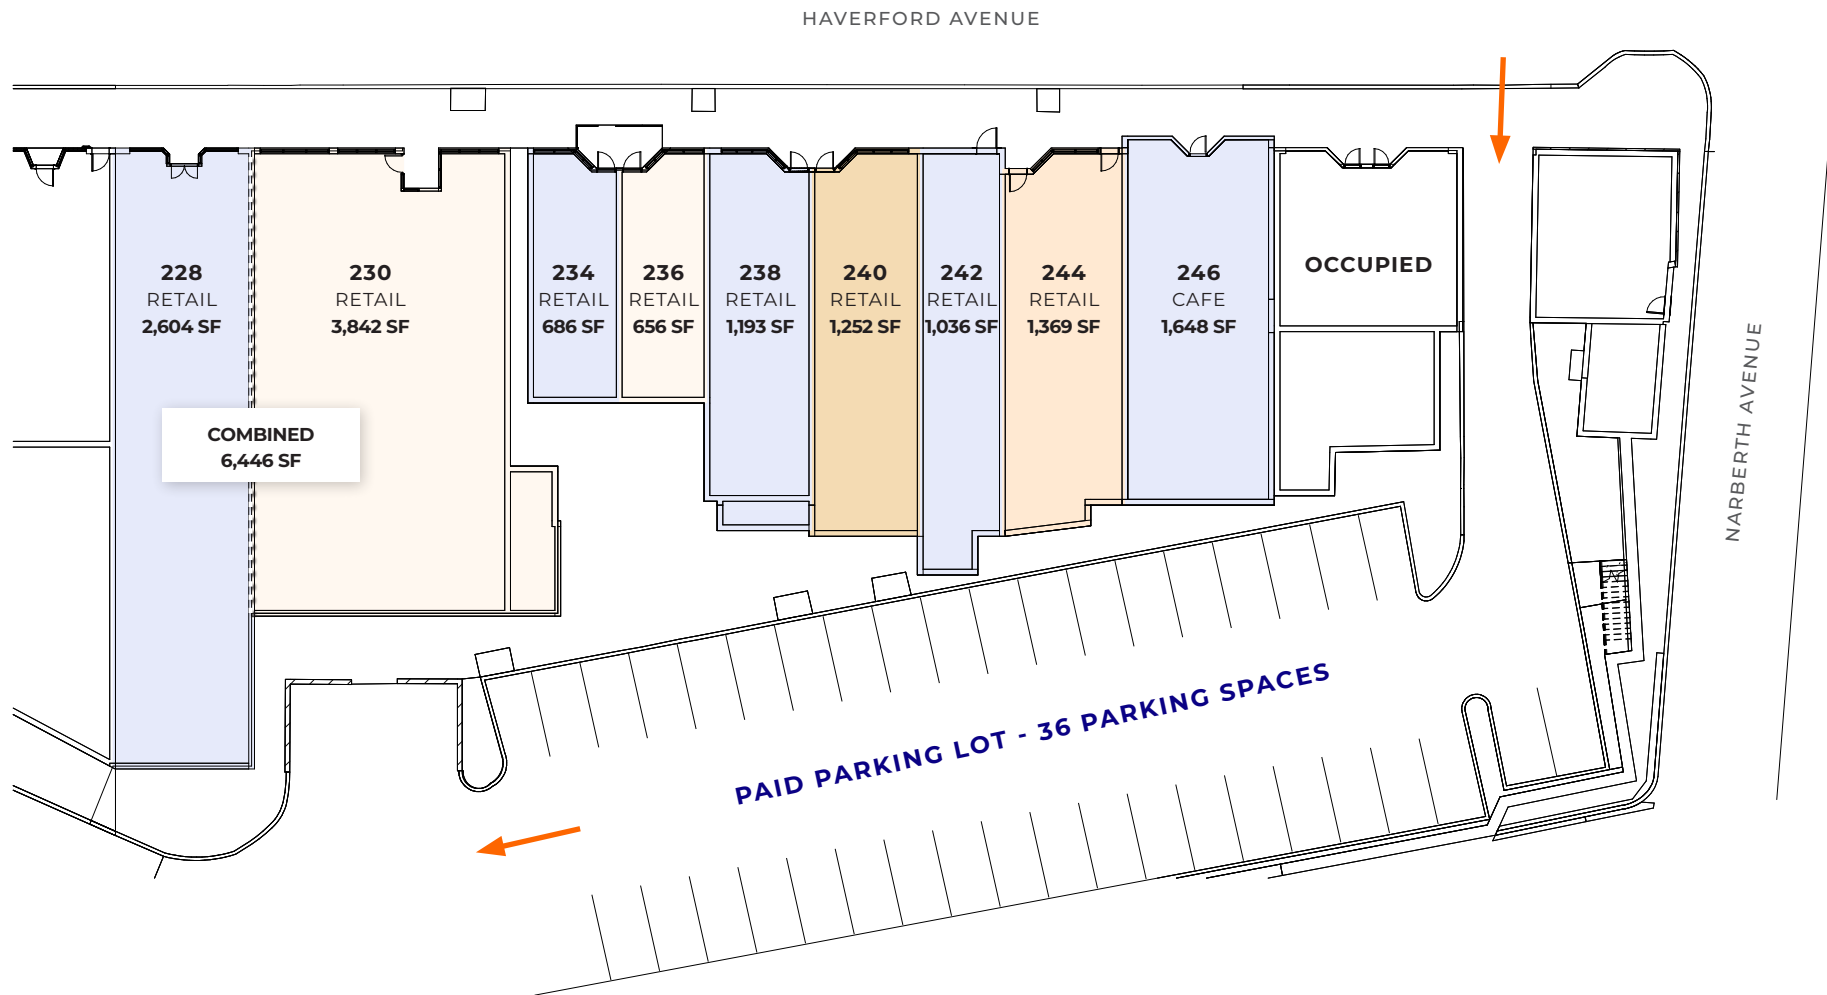 HAVERFORD AVENUE
228
RETAIL
2,604 SF
230
RETAIL
3,842 SF
234
RETAIL
686 SF
236
RETAIL
656 SF
238
RETAIL
1,193 SF
240
RETAIL
1,252 SF
242
RETAIL
1,036 SF
244
RETAIL
1,369 SF
246
CAFE
1,648 SF
OCCUPIED
COMBINED
6,446 SF
NARBERTH AVENUE
PAID PARKING LOT - 36 PARKING SPACES